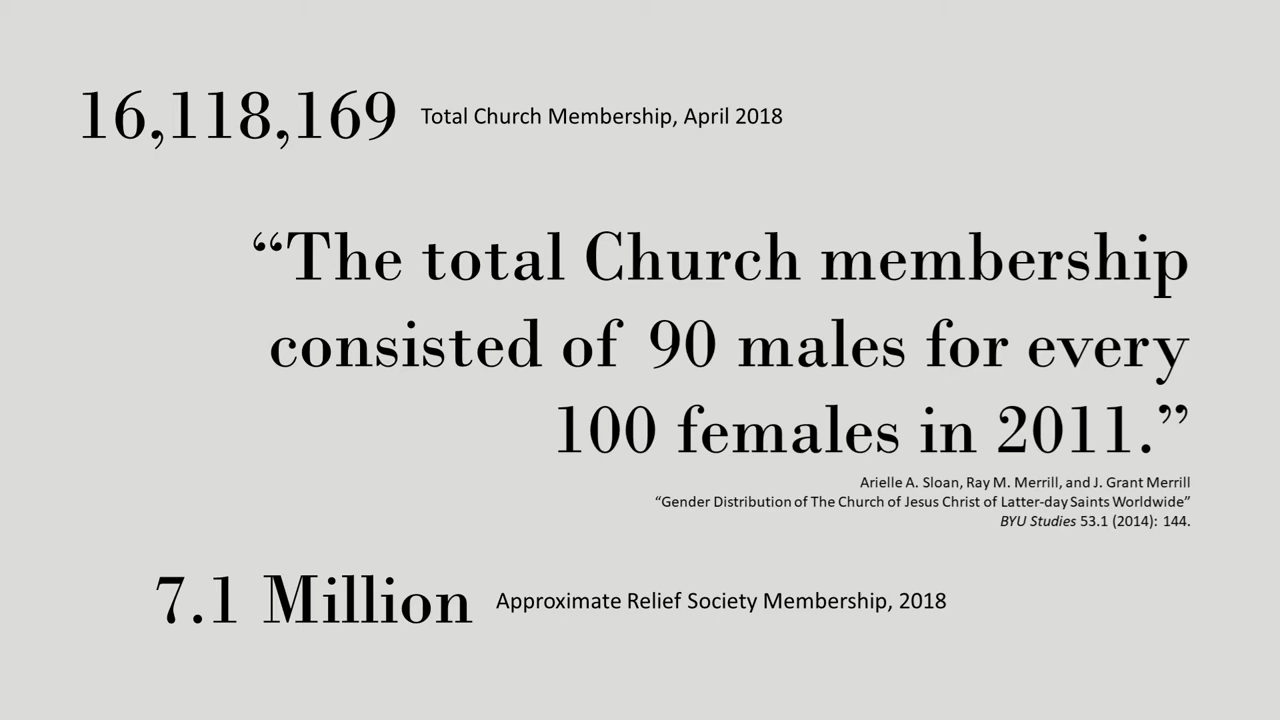 16,118,169 Total Church Membership, April 2018
“The total Church membership
consisted of 90 males for every
100 females in 2011.”
Arielle A. Sloan, Ray M. Merrill, and J. Grant Merrill
“Gender Distribution of The Church of Jesus Christ of Latter-day Saints Worldwide”
BYU Studies 53.1 (2014): 144.
7.1 Million Approximate Relief Society Membership, 2018